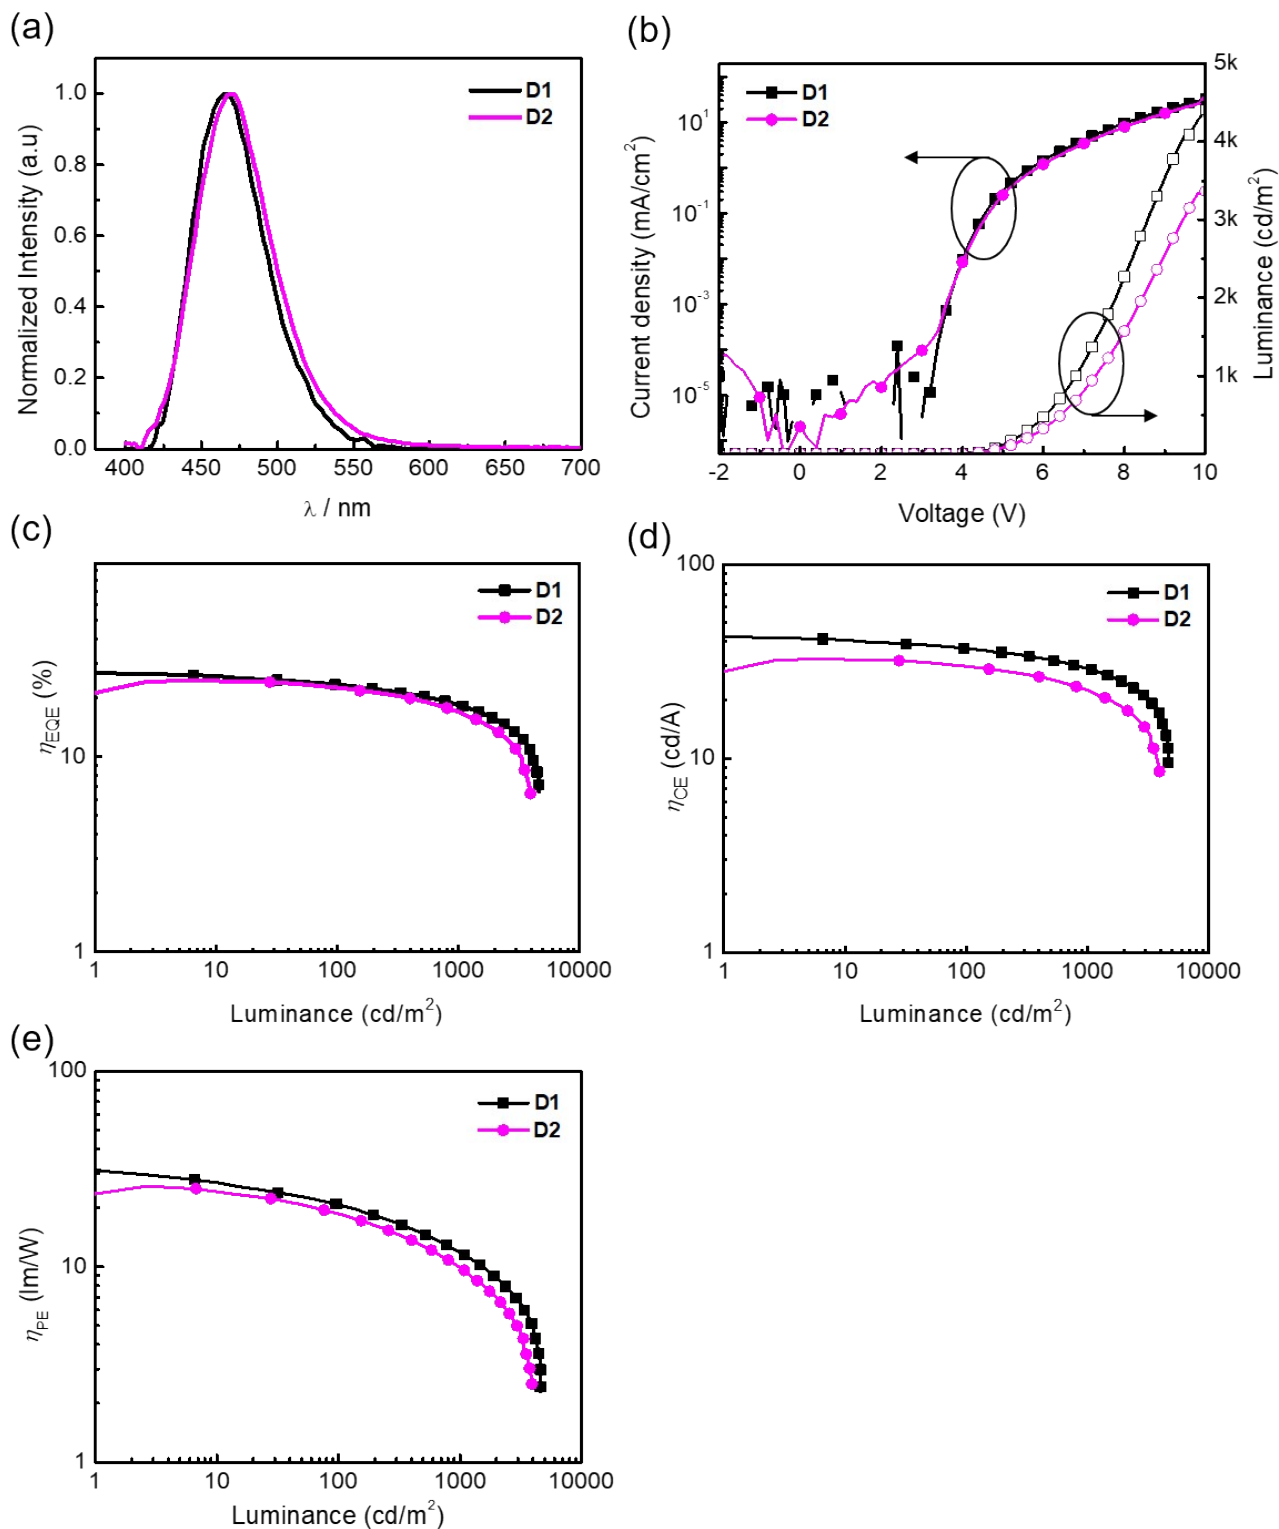 (a)
D1
D2
1.0
0.8
0.6
0.4
0.2
0.0
Normalized Intensity (a.u)
400 450 500 550 600 650 700
λ / nm
(b)
D1
D2
10¹
10⁻¹
10⁻³
10⁻⁵
Current density (mA/cm²)
5k
4k
3k
2k
1k
Luminance (cd/m²)
-2 0 2 4 6 8 10
Voltage (V)
(c)
D1
D2
10
1
ηEQE (%)
1 10 100 1000 10000
Luminance (cd/m²)
(d)
D1
D2
100
10
1
ηCE (cd/A)
1 10 100 1000 10000
Luminance (cd/m²)
(e)
D1
D2
100
10
1
ηPE (lm/W)
1 10 100 1000 10000
Luminance (cd/m²)